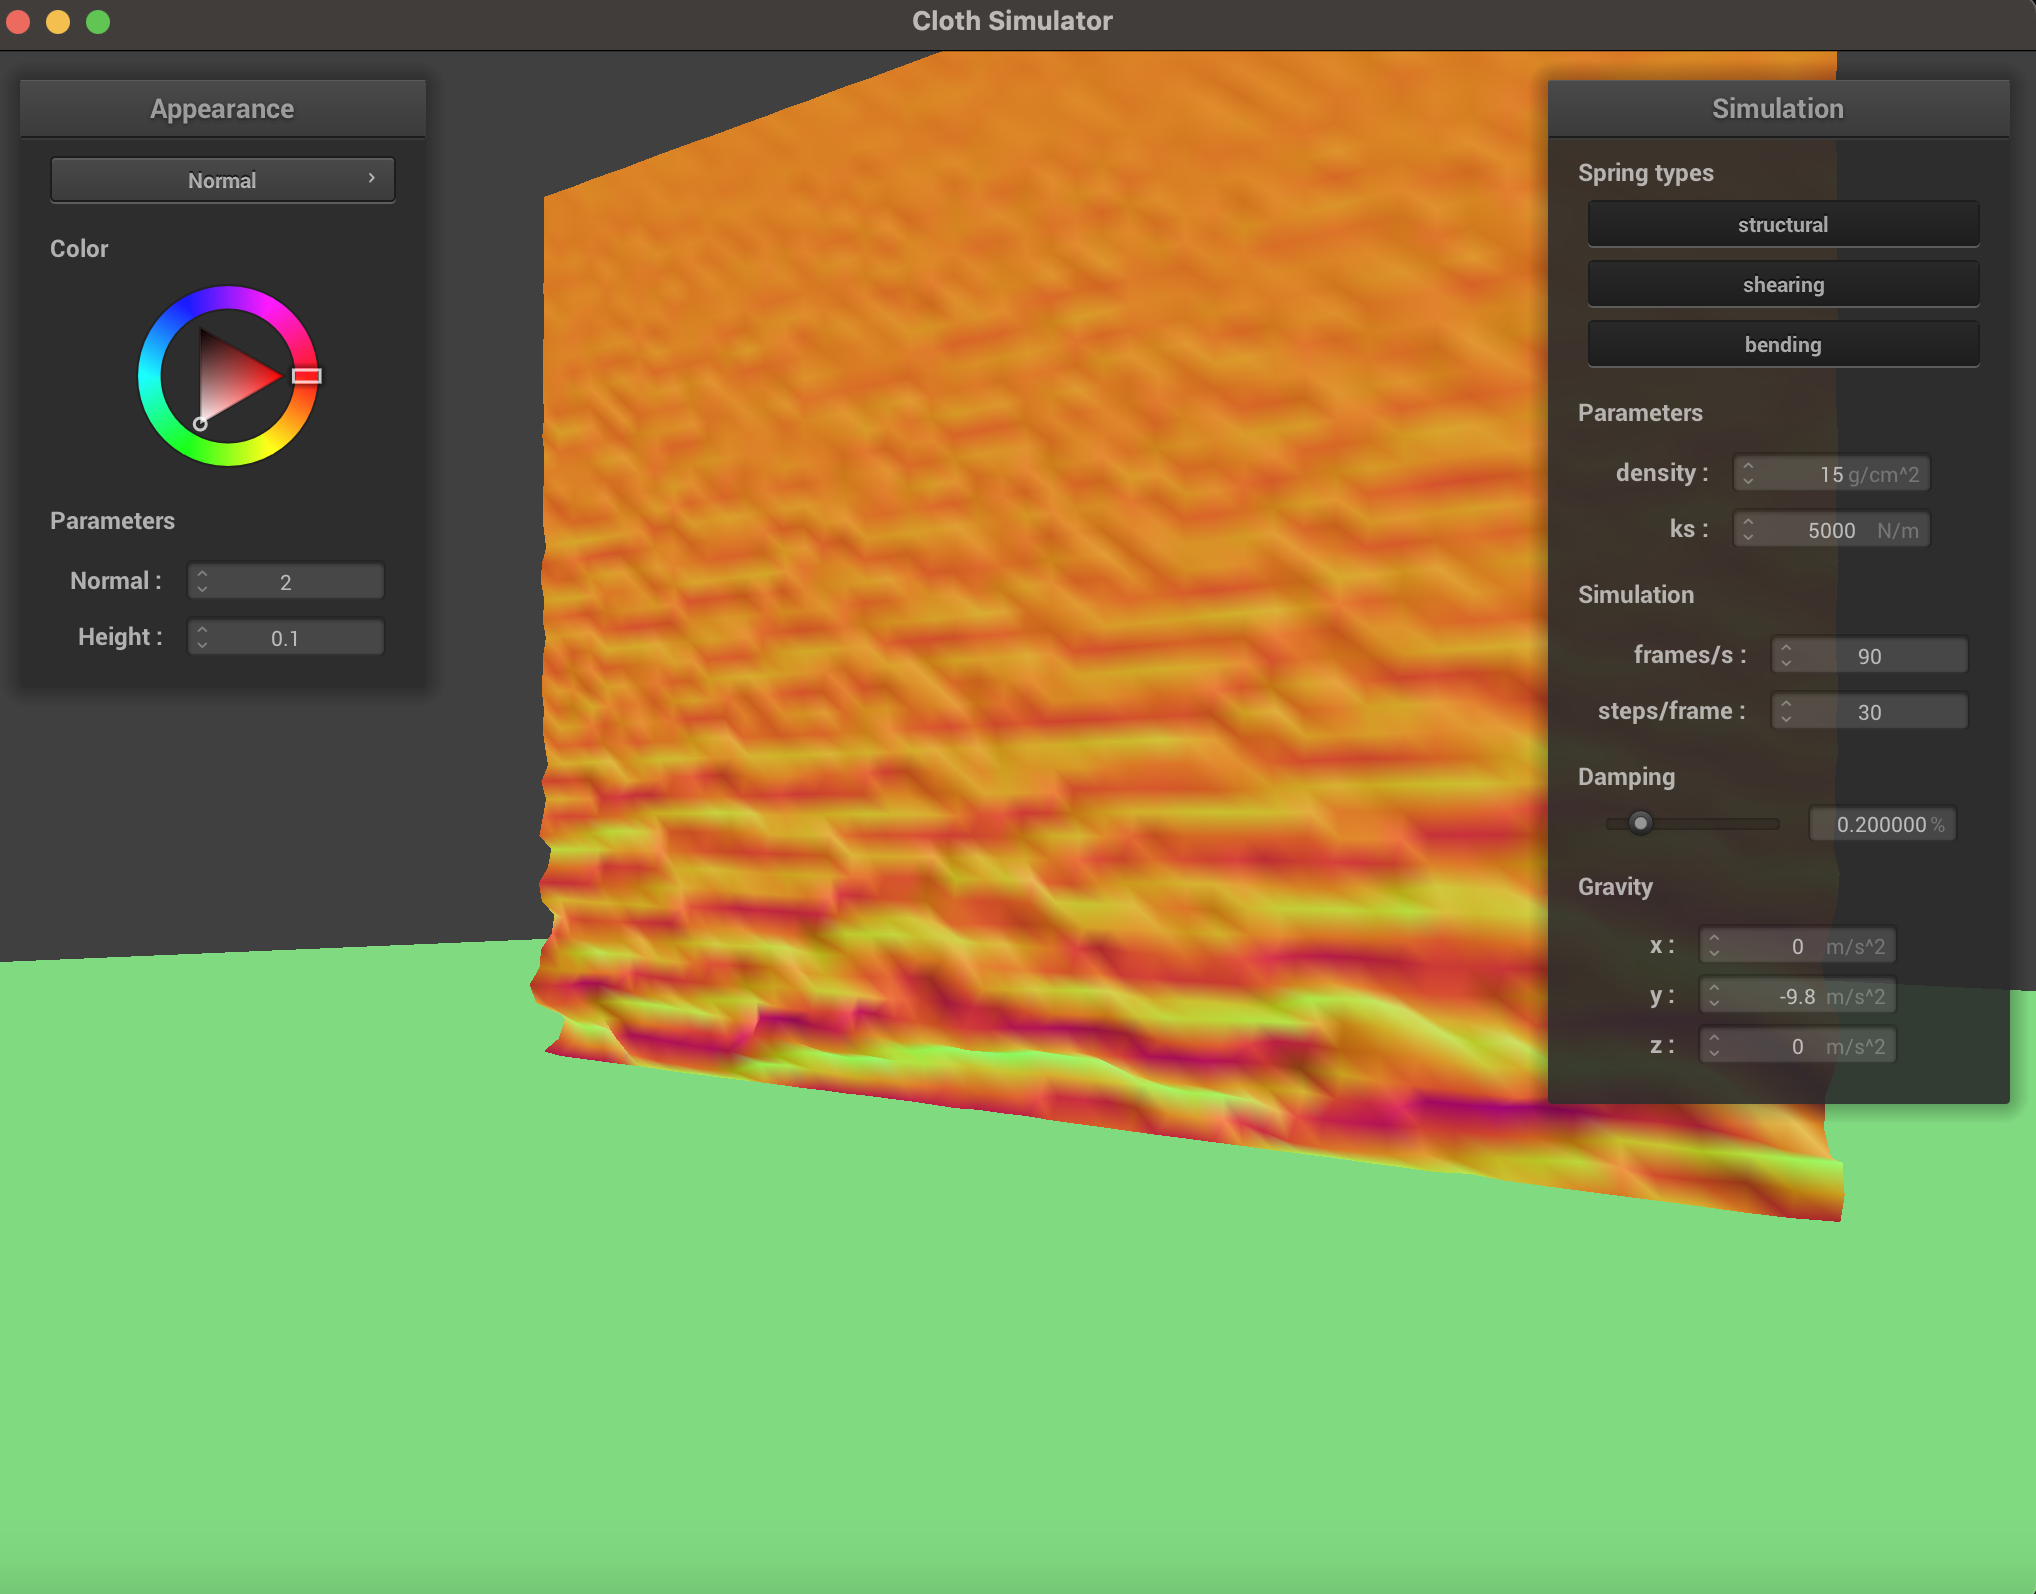 Cloth Simulator
Appearance
Normal
Color
Parameters
Normal : 2
Height : 0.1
Simulation
Spring types
structural
shearing
bending
Parameters
density : 15 g/cm^2
ks : 5000 N/m
Simulation
frames/s : 90
steps/frame : 30
Damping
0.200000 %
Gravity
x : 0 m/s^2
y : -9.8 m/s^2
z : 0 m/s^2